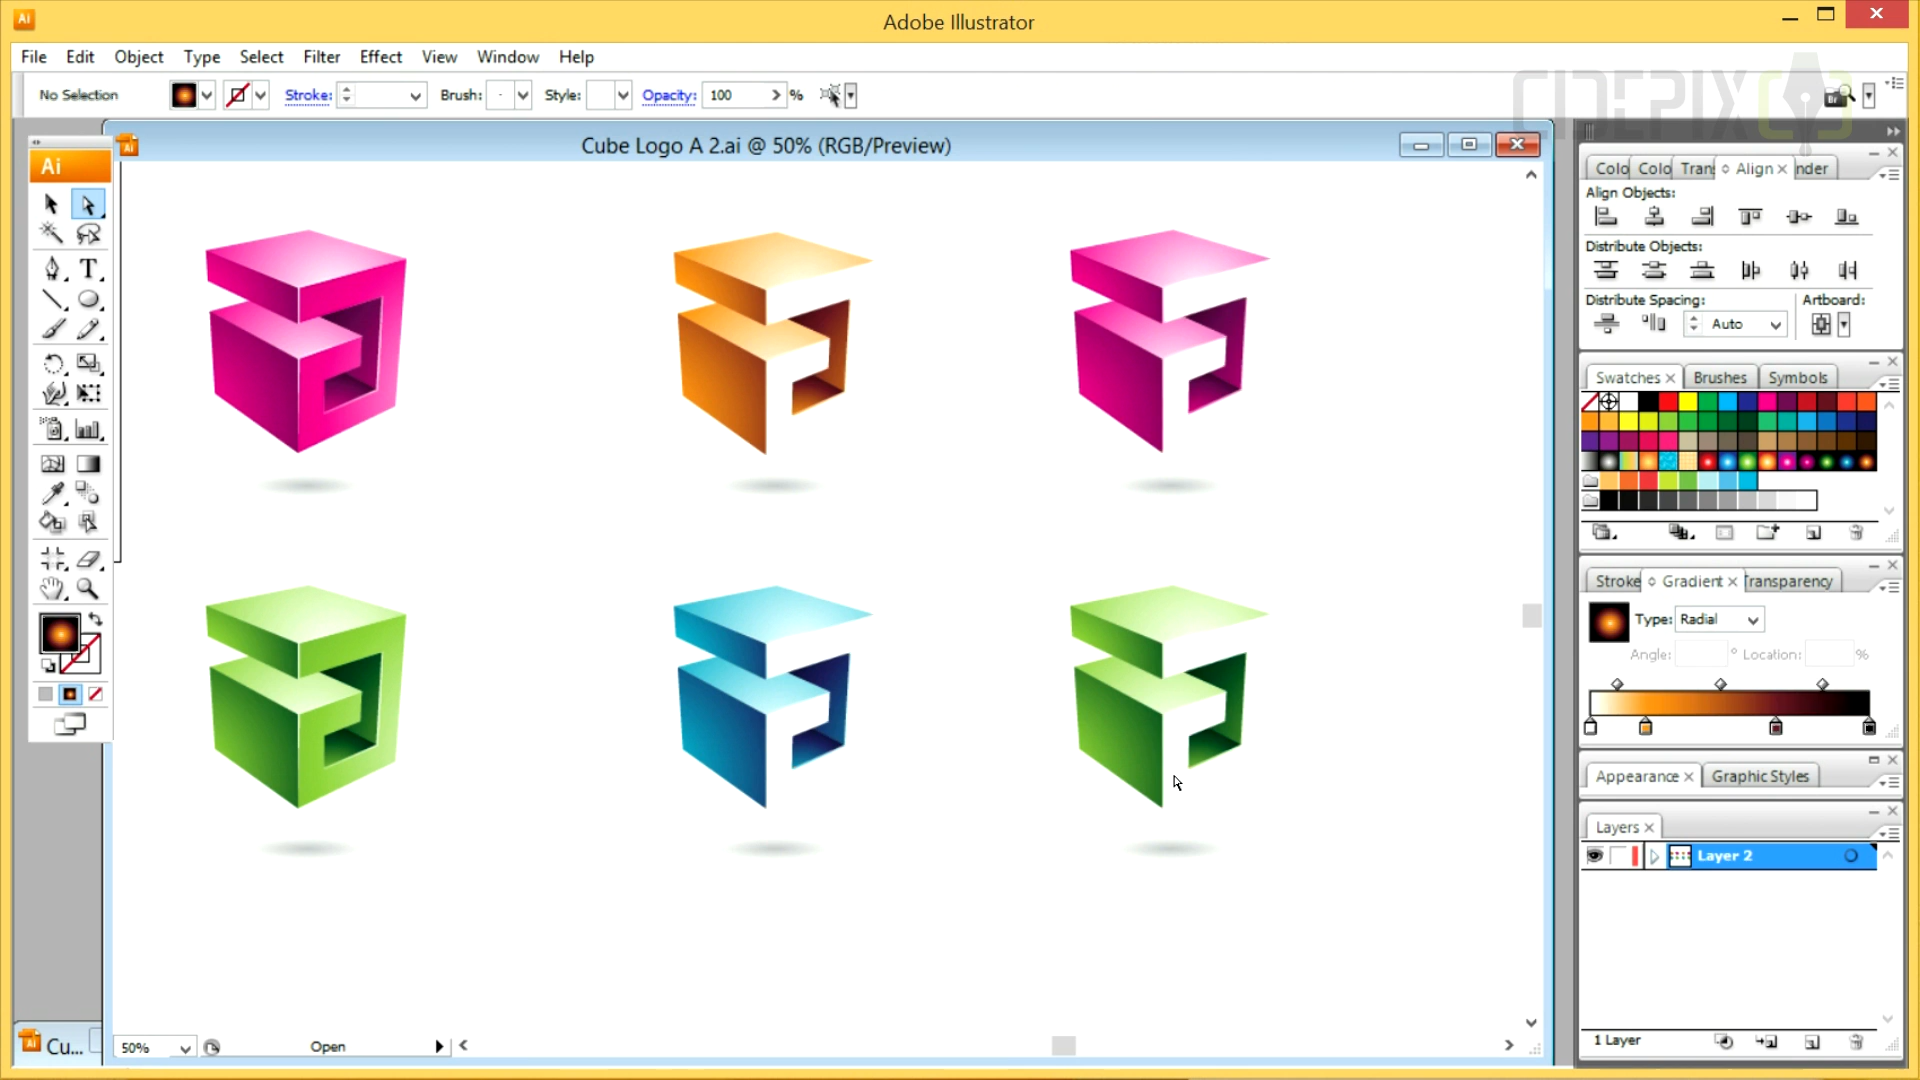 Ai Adobe Illustrator
File Edit Object Type Select Filter Effect View Window Help
CIDEPIX
No Selection Stroke: Brush: Style: Opacity: 100 % Br
Cube Logo A 2.ai @ 50% (RGB/Preview)
Ai
Colo Colo Tran Align nder
Align Objects:
Distribute Objects:
Distribute Spacing: Artboard:
Auto
Swatches Brushes Symbols
Stroke Gradient Transparency
Type: Radial
Angle: ° Location: %
Appearance Graphic Styles
Layers
Layer 2
1 Layer
Cu...
50% Open